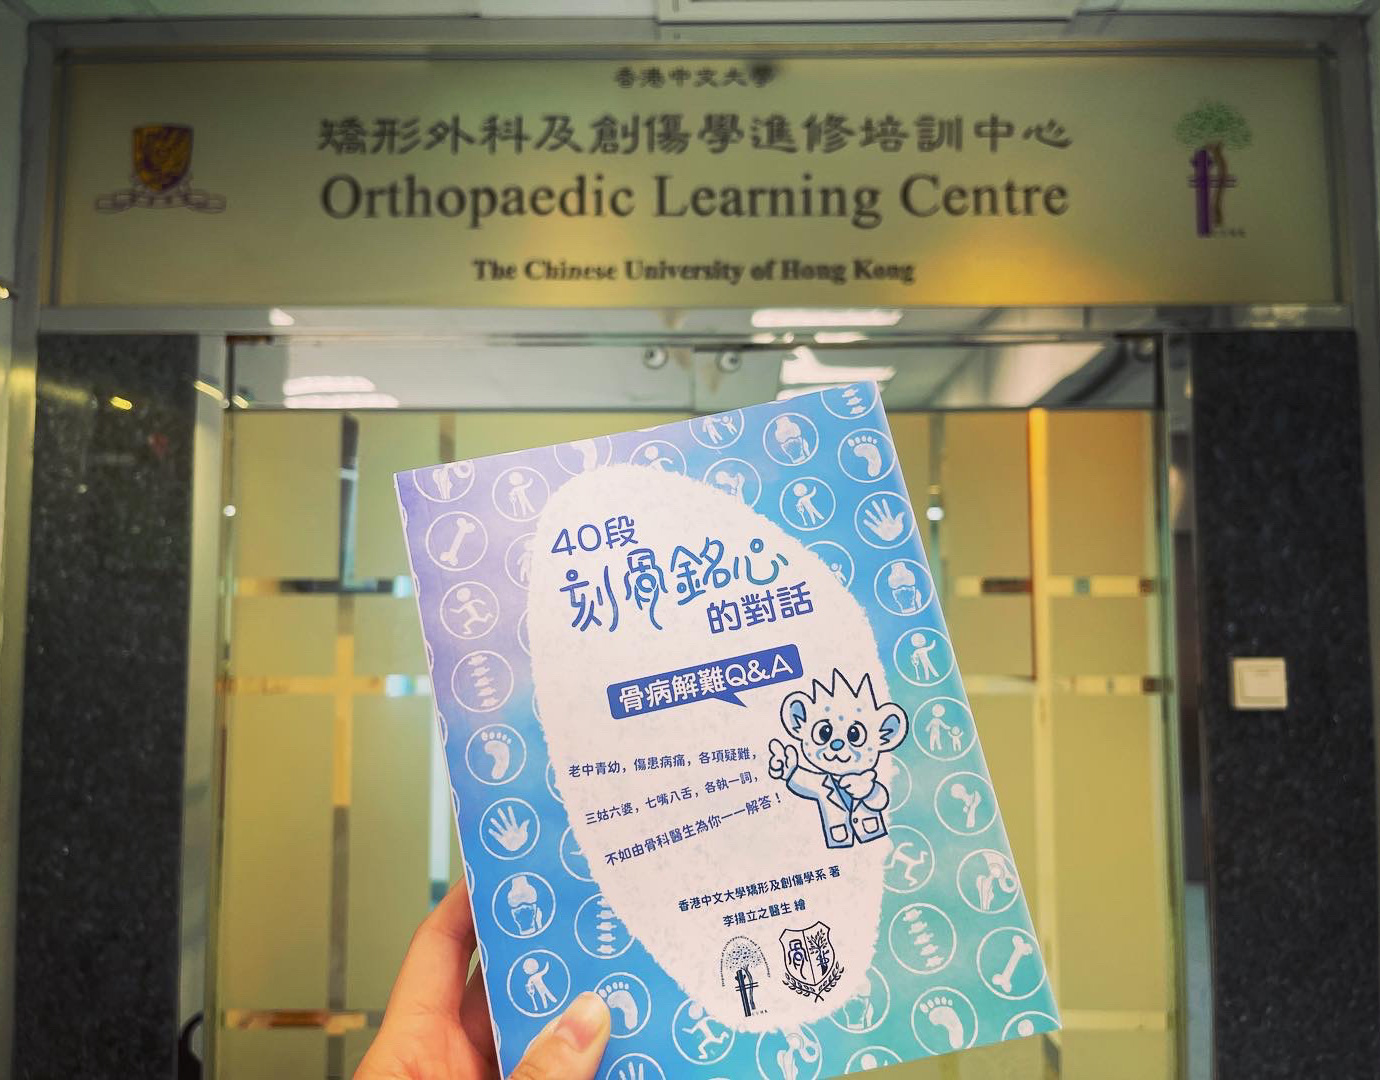 香港中文大學
矯形外科及創傷學進修培訓中心
Orthopaedic Learning Centre
The Chinese University of Hong Kong
40段
刻骨銘心
的對話
骨病解難Q&A
老中青幼，傷患病痛，各項疑難，
三姑六婆，七嘴八舌，各執一詞，
不如由骨科醫生為你一一解答！
香港中文大學矯形及創傷學系 著
李揚立之醫生 繪
骨